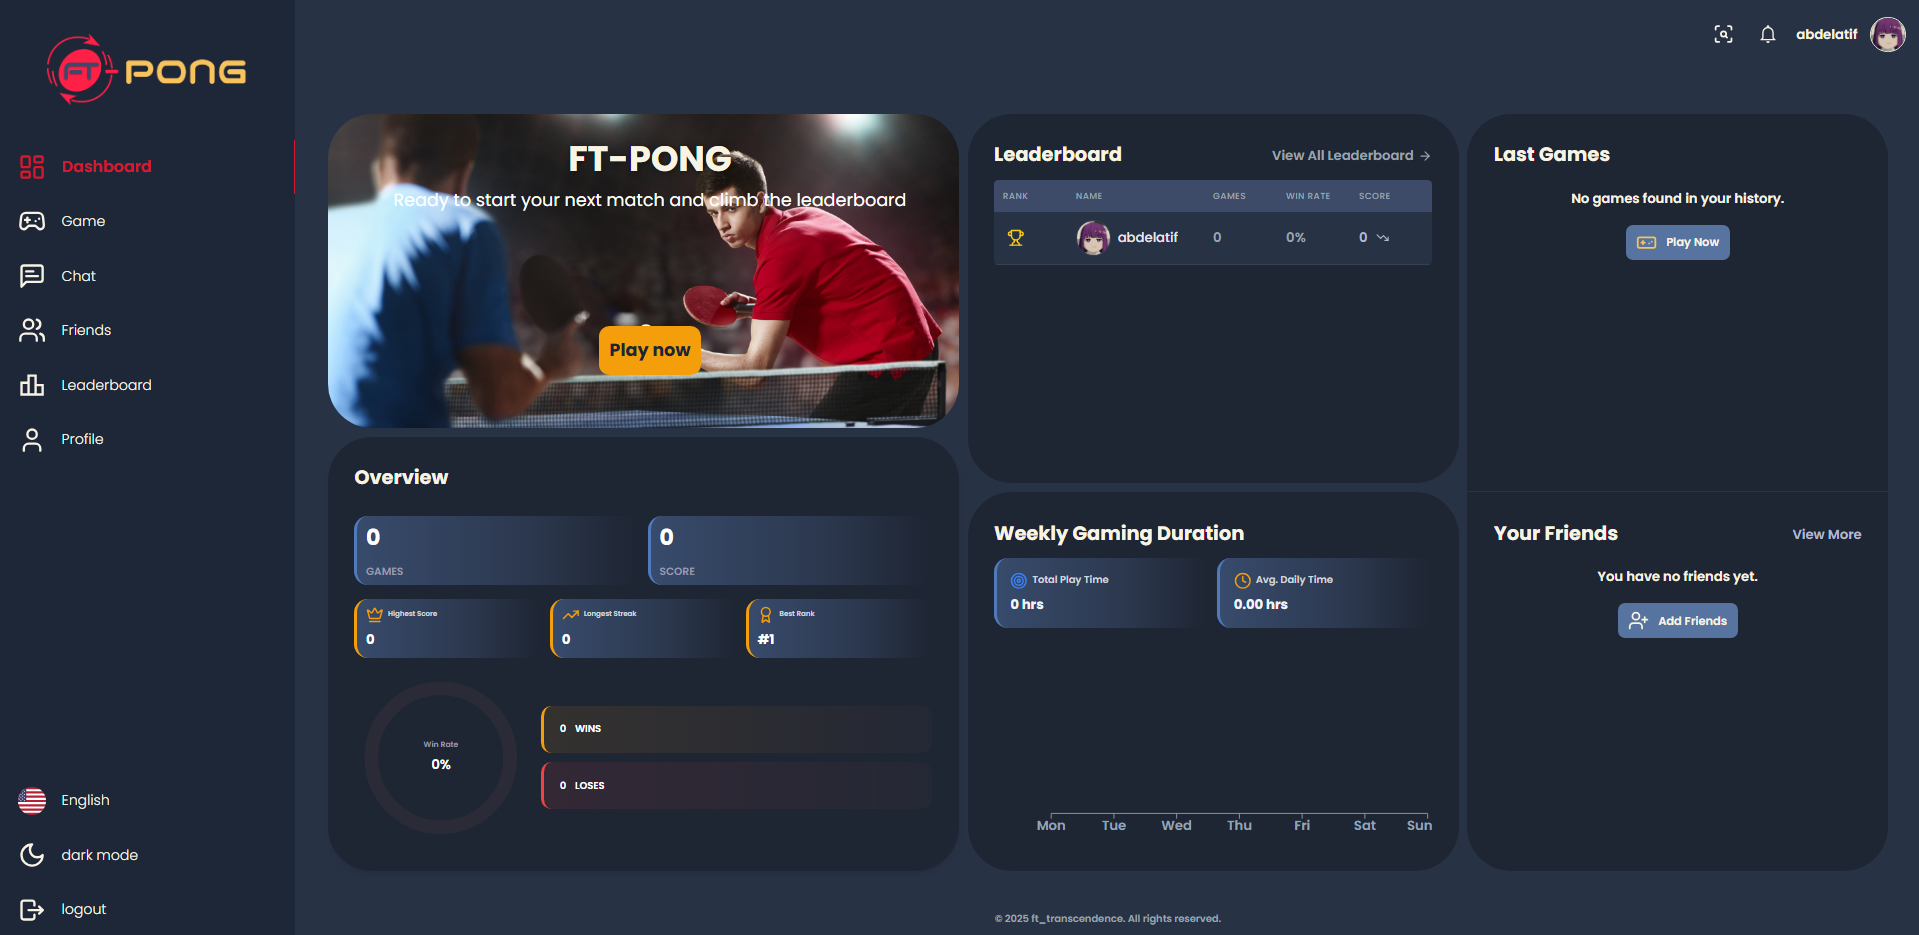 FT-PONG
Dashboard
Game
Chat
Friends
Leaderboard
Profile
English
dark mode
logout
abdelatif
FT-PONG
Ready to start your next match and climb the leaderboard
Play now
Overview
0
GAMES
0
SCORE
Highest Score
0
Longest Streak
0
Best Rank
#1
Win Rate
0%
0 WINS
0 LOSES
Leaderboard
View All Leaderboard
RANK NAME GAMES WIN RATE SCORE
abdelatif 0 0% 0
Weekly Gaming Duration
Total Play Time
0 hrs
Avg. Daily Time
0.00 hrs
Mon Tue Wed Thu Fri Sat Sun
Last Games
No games found in your history.
Play Now
Your Friends
View More
You have no friends yet.
Add Friends
© 2025 ft_transcendence. All rights reserved.